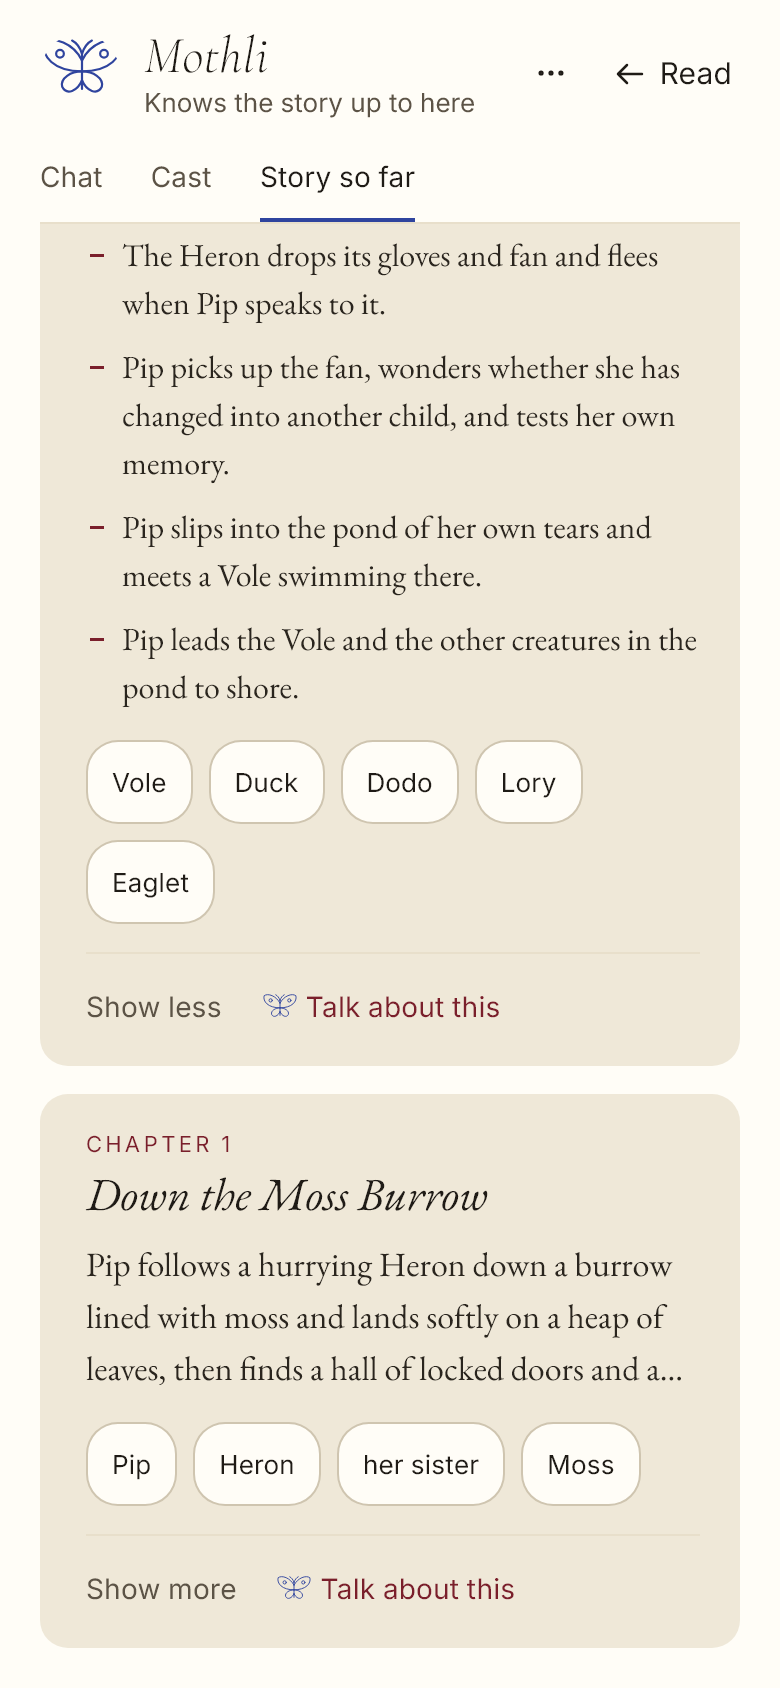 Mothli
Knows the story up to here
... ← Read
Chat Cast Story so far
– The Heron drops its gloves and fan and flees
when Pip speaks to it.
– Pip picks up the fan, wonders whether she has
changed into another child, and tests her own
memory.
– Pip slips into the pond of her own tears and
meets a Vole swimming there.
– Pip leads the Vole and the other creatures in the
pond to shore.
Vole Duck Dodo Lory
Eaglet
Show less Talk about this
CHAPTER 1
Down the Moss Burrow
Pip follows a hurrying Heron down a burrow
lined with moss and lands softly on a heap of
leaves, then finds a hall of locked doors and a...
Pip Heron her sister Moss
Show more Talk about this